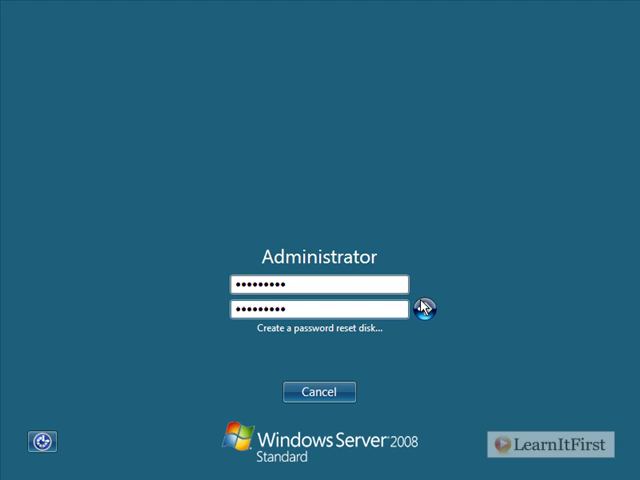 Administrator
•••••••••
•••••••••
Create a password reset disk...
Cancel
Windows Server 2008
Standard
LearnItFirst